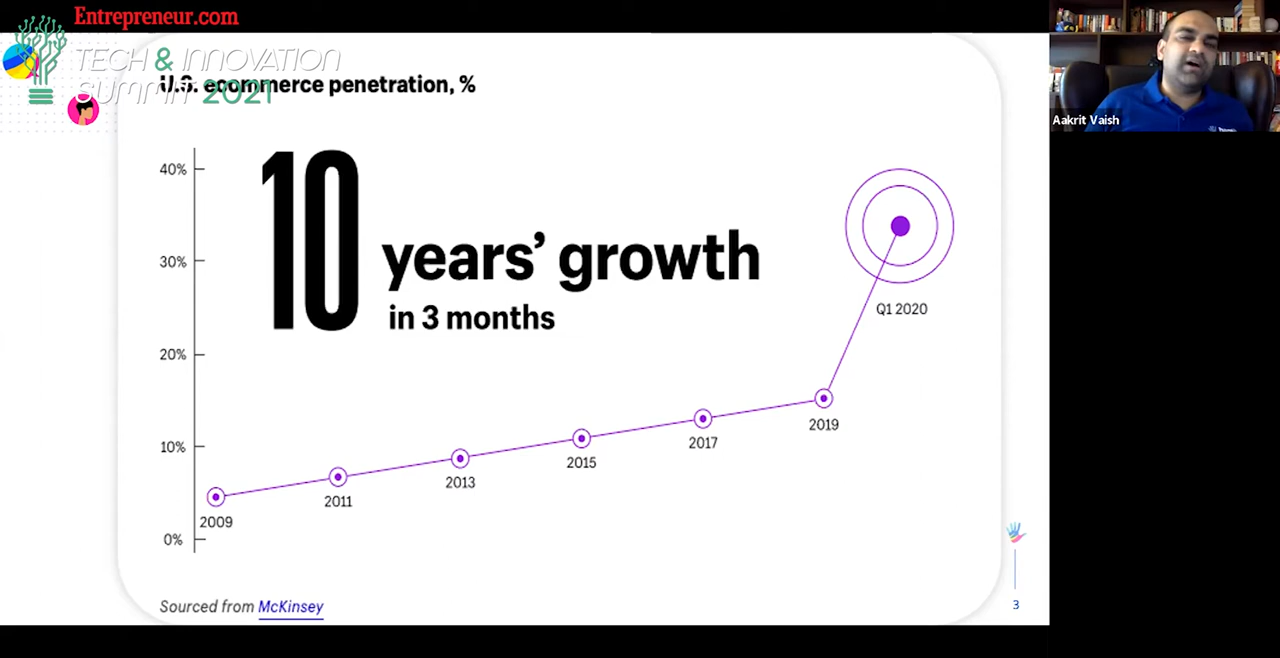 Entrepreneur.com
TECH & INNOVATION
SUMMIT 2021
U.S. ecommerce penetration, %
Aakrit Vaish
40%
30%
20%
10%
0%
10
years’ growth
in 3 months
Q1 2020
2019
2017
2015
2013
2011
2009
Sourced from McKinsey
3